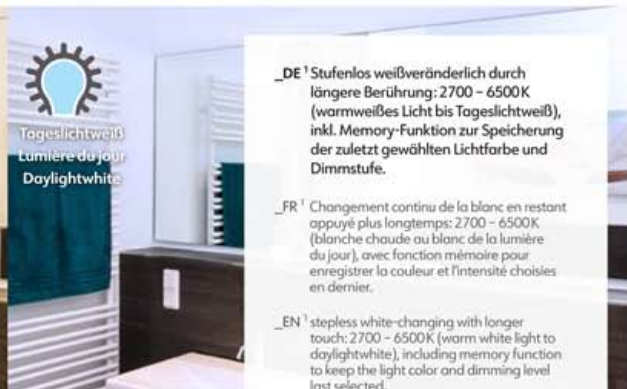 Tageslichtweiß
Lumière du jour
Daylightwhite
_DE ¹ Stufenlos weißveränderlich durch
längere Berührung: 2700 – 6500 K
(warmweißes Licht bis Tageslichtweiß),
inkl. Memory-Funktion zur Speicherung
der zuletzt gewählten Lichtfarbe und
Dimmstufe.
_FR ¹ Changement continu de la blanc en restant
appuyé plus longtemps: 2700 – 6500 K
(blanche chaude au blanc de la lumière
du jour), avec fonction mémoire pour
enregistrer la couleur et l'intensité choisies
en dernier.
_EN ¹ stepless white-changing with longer
touch: 2700 – 6500 K (warm white light to
daylightwhite), including memory function
to keep the light color and dimming level
last selected.